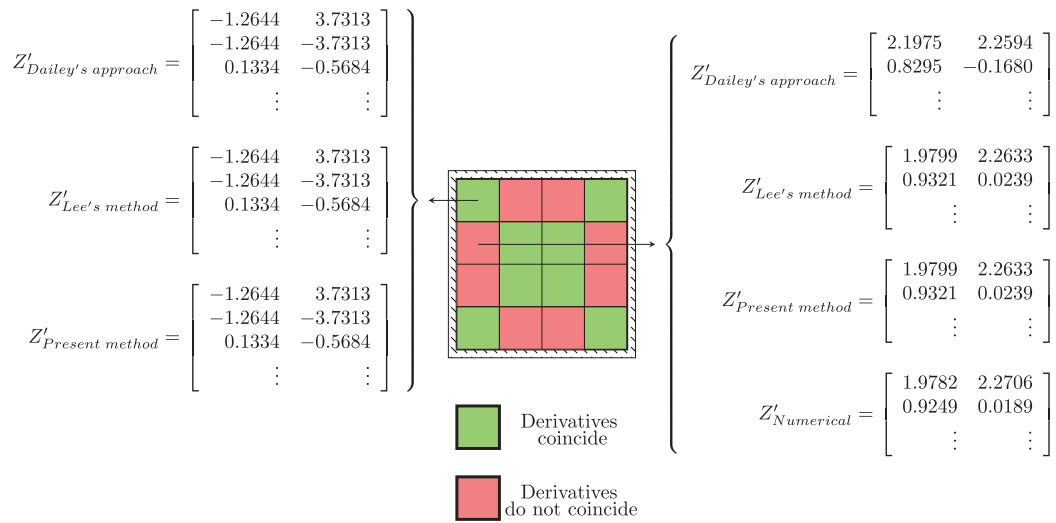 Z′Dailey's approach =
−1.2644 3.7313
−1.2644 −3.7313
0.1334 −0.5684
⋮ ⋮
Z′Lee's method =
−1.2644 3.7313
−1.2644 −3.7313
0.1334 −0.5684
⋮ ⋮
Z′Present method =
−1.2644 3.7313
−1.2644 −3.7313
0.1334 −0.5684
⋮ ⋮
Derivatives
coincide
Derivatives
do not coincide
Z′Dailey's approach =
2.1975 2.2594
0.8295 −0.1680
⋮ ⋮
Z′Lee's method =
1.9799 2.2633
0.9321 0.0239
⋮ ⋮
Z′Present method =
1.9799 2.2633
0.9321 0.0239
⋮ ⋮
Z′Numerical =
1.9782 2.2706
0.9249 0.0189
⋮ ⋮